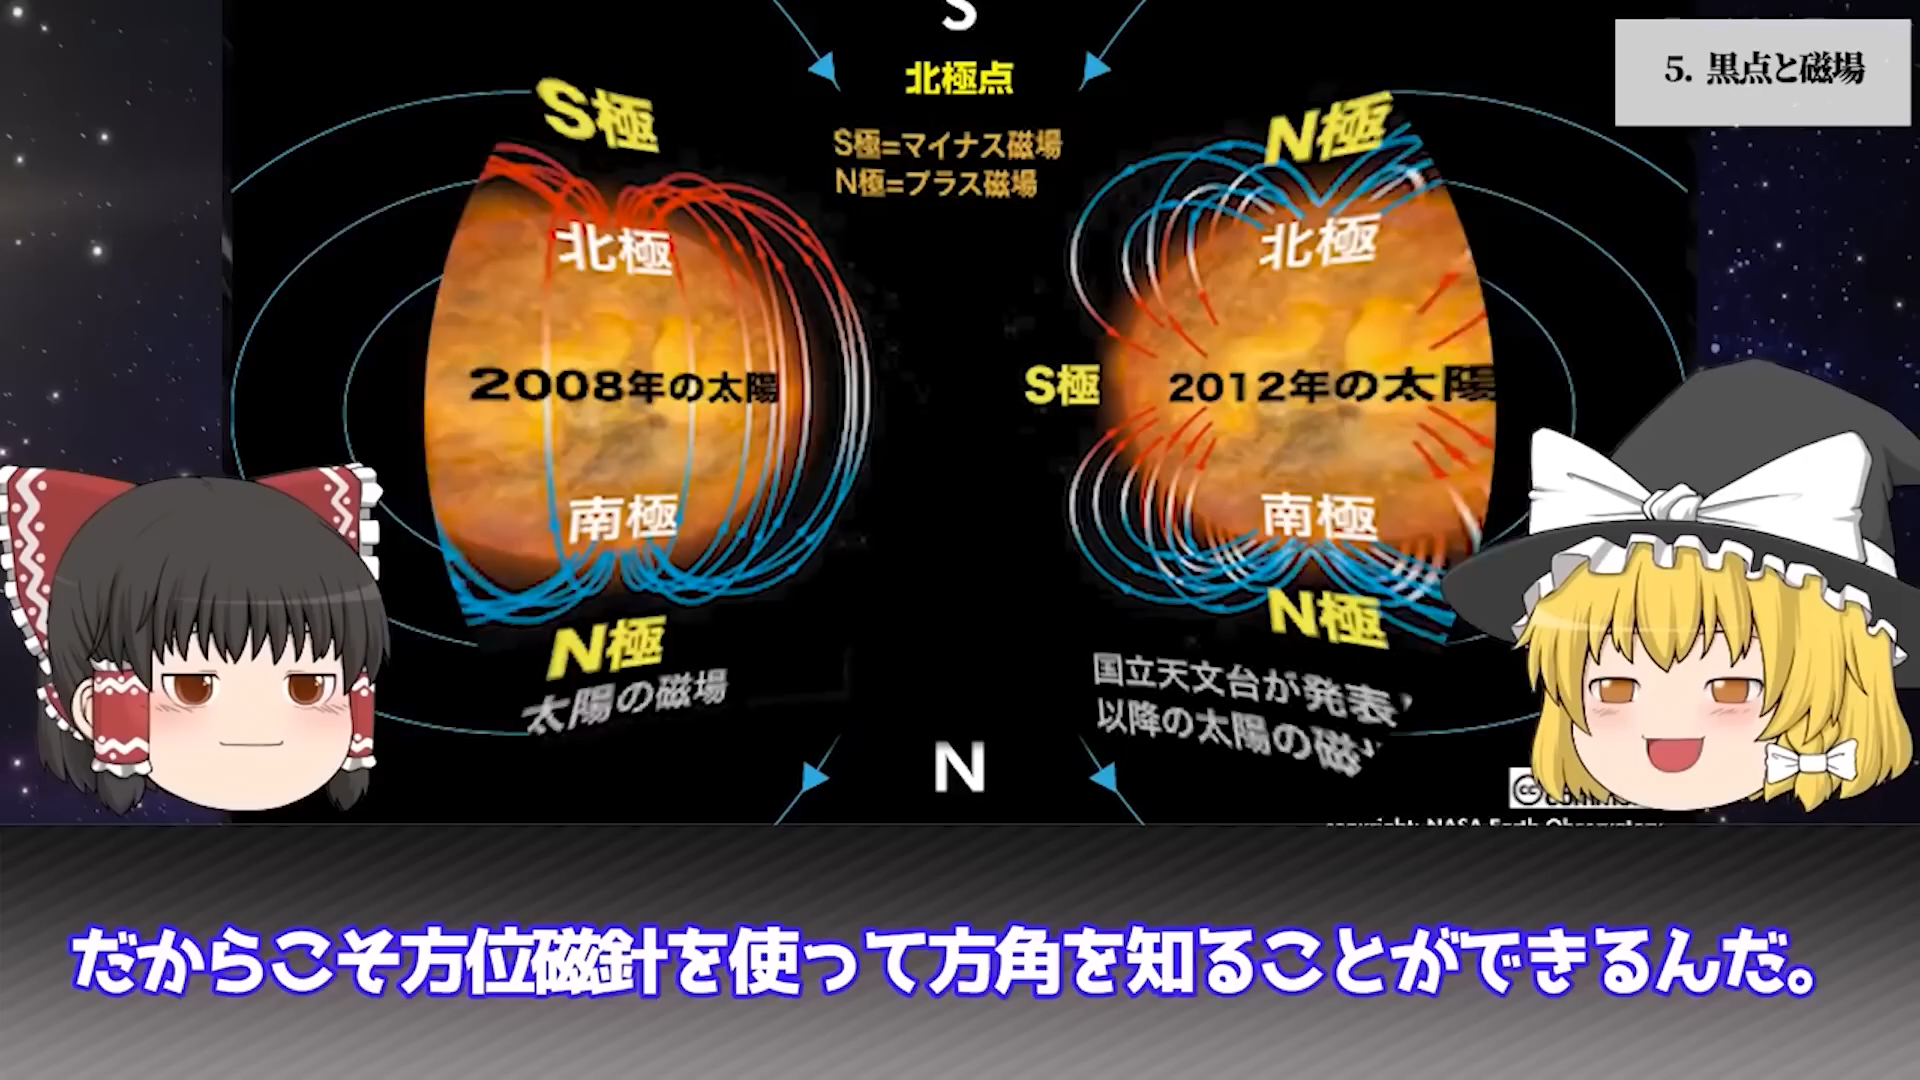 S
北極点
5. 黒点と磁場
S極
N極
S極=マイナス磁場
N極=プラス磁場
北極
北極
2008年の太陽
S極
2012年の太陽
南極
南極
N極
N極
太陽の磁場
国立天文台が発表
以降の太陽の磁
N
cc
copyright: NASA Earth Observatory
だからこそ方位磁針を使って方角を知ることができるんだ。